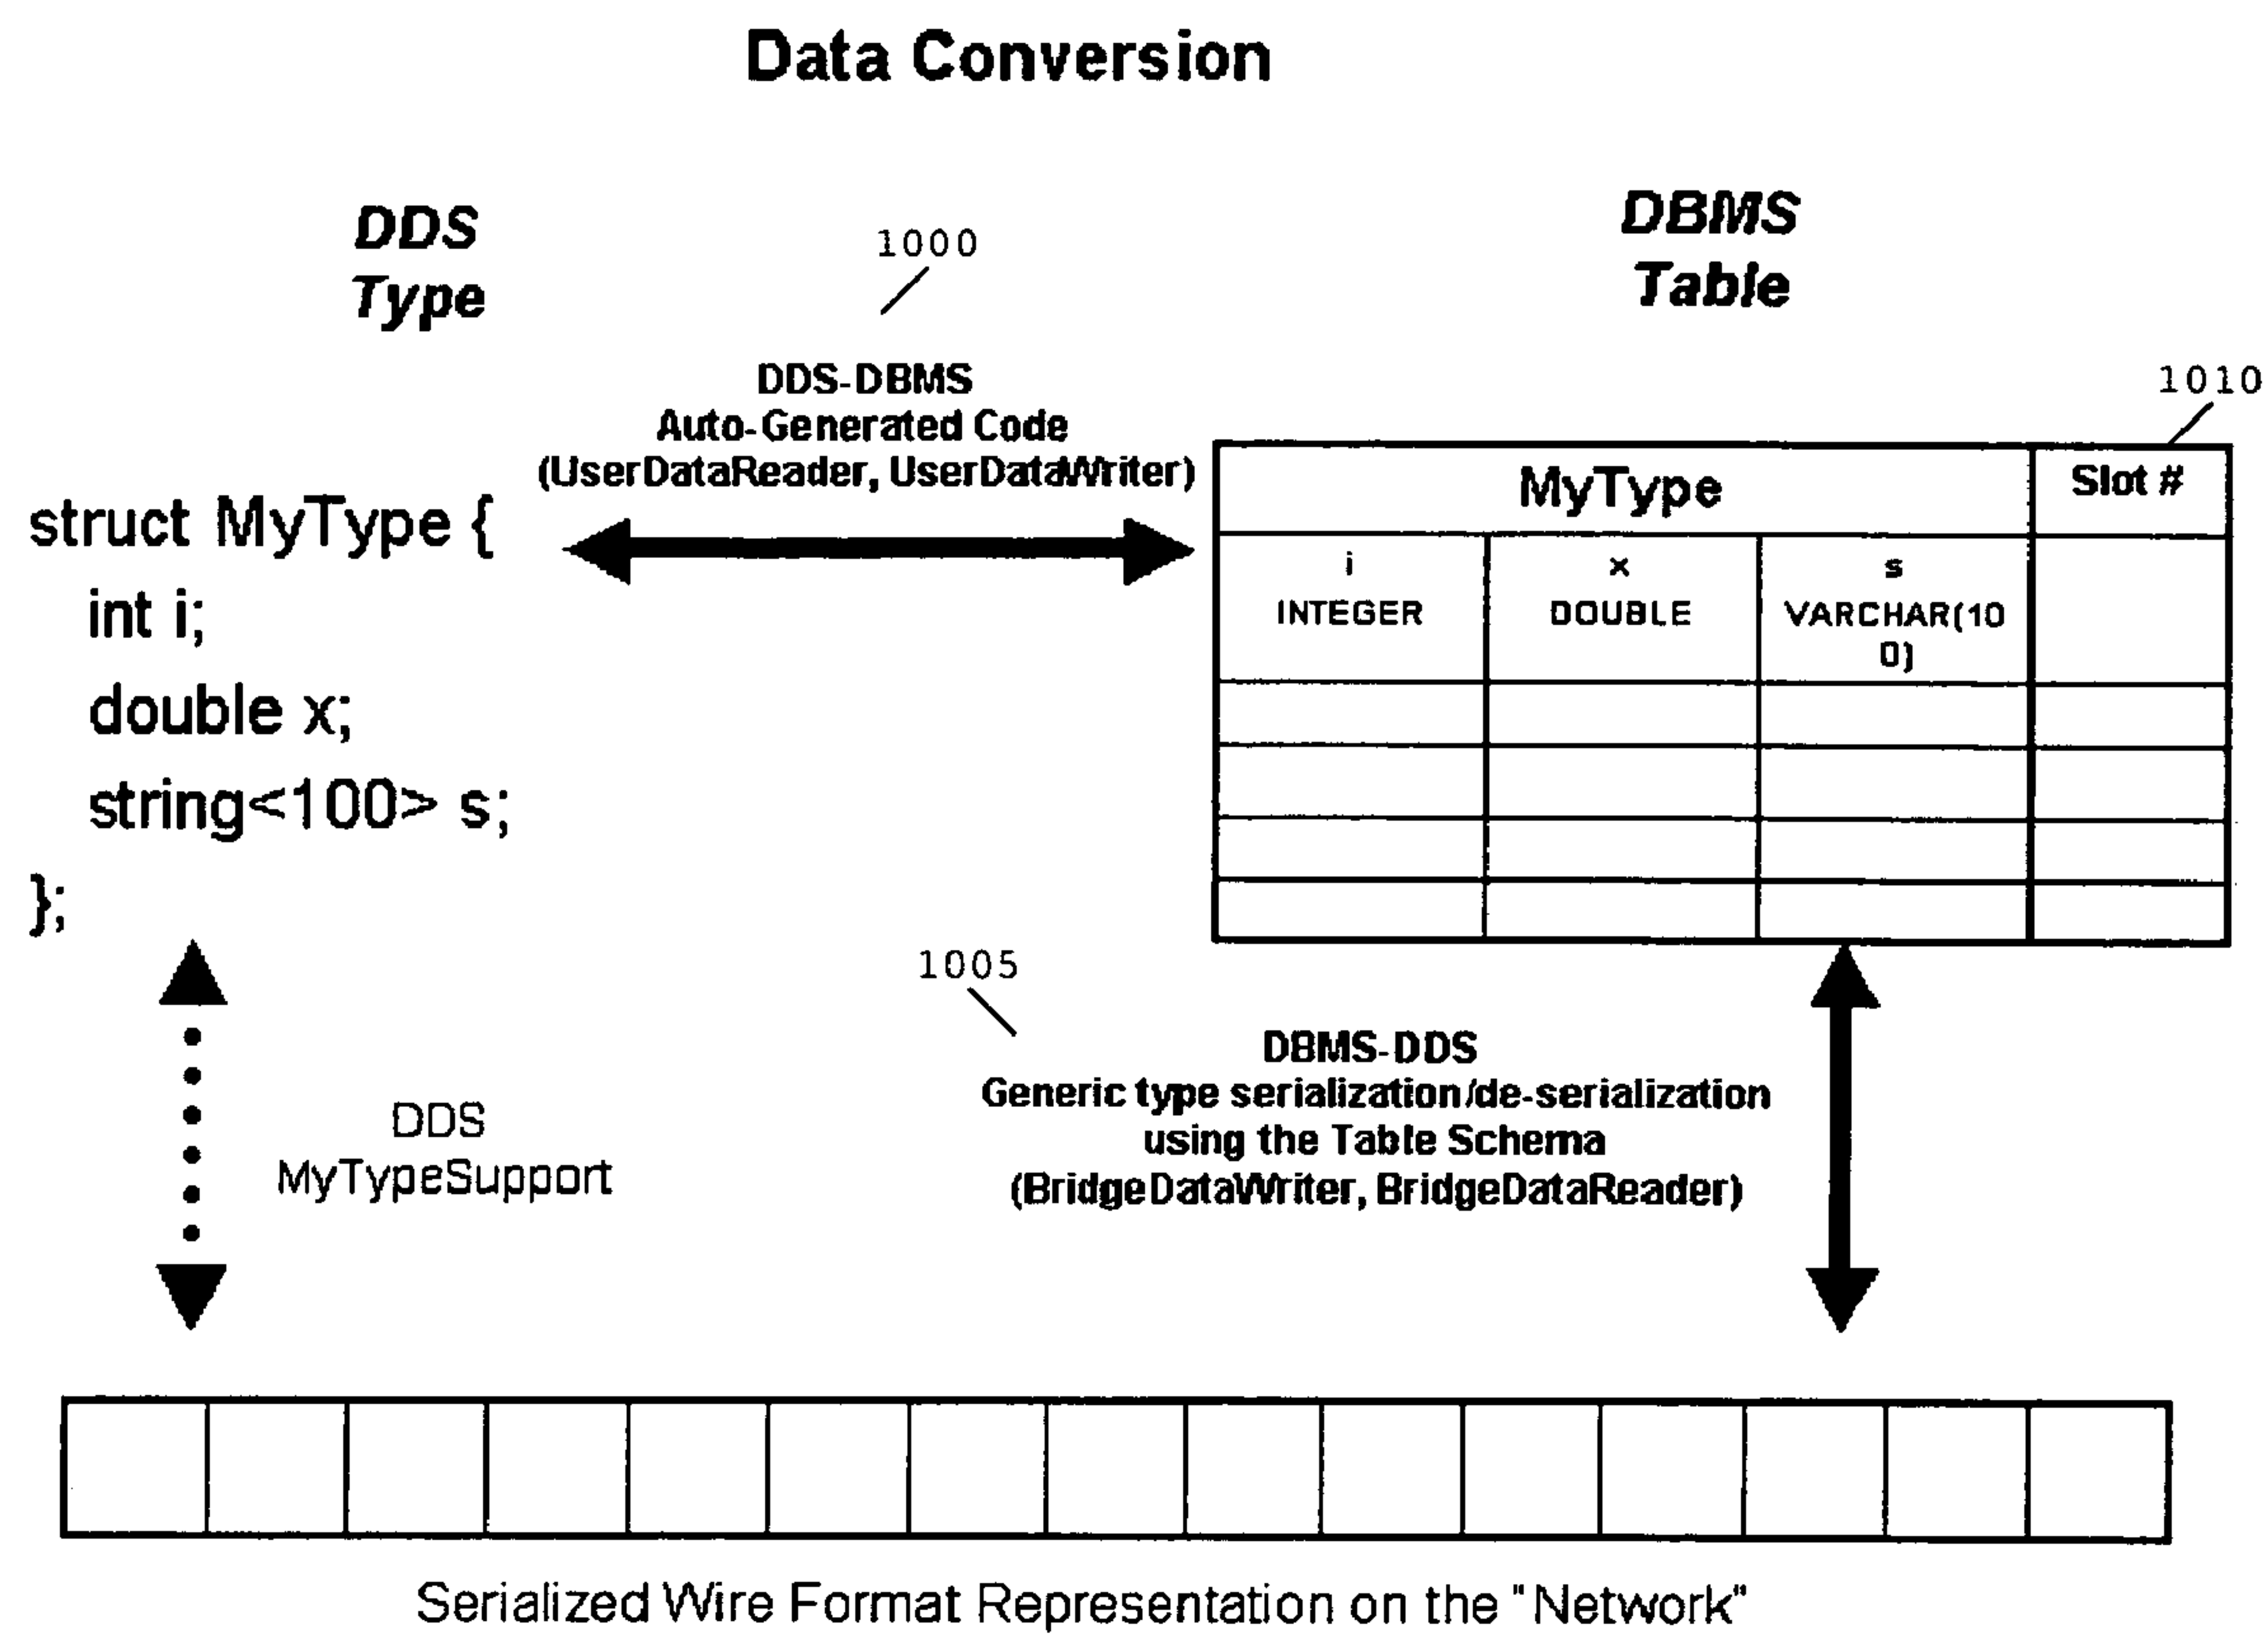 Data Conversion
DDS
Type
1000
DBMS
Table
DDS-DBMS
Auto-Generated Code
(UserDataReader, UserDataWriter)
1010
struct MyType {
int i;
double x;
string<100> s;
};
MyType
Slot #
i
INTEGER
x
DOUBLE
s
VARCHAR(10
0)
1005
DBMS-DDS
Generic type serialization/de-serialization
using the Table Schema
(BridgeDataWriter, BridgeDataReader)
DDS
MyTypeSupport
Serialized Wire Format Representation on the "Network"